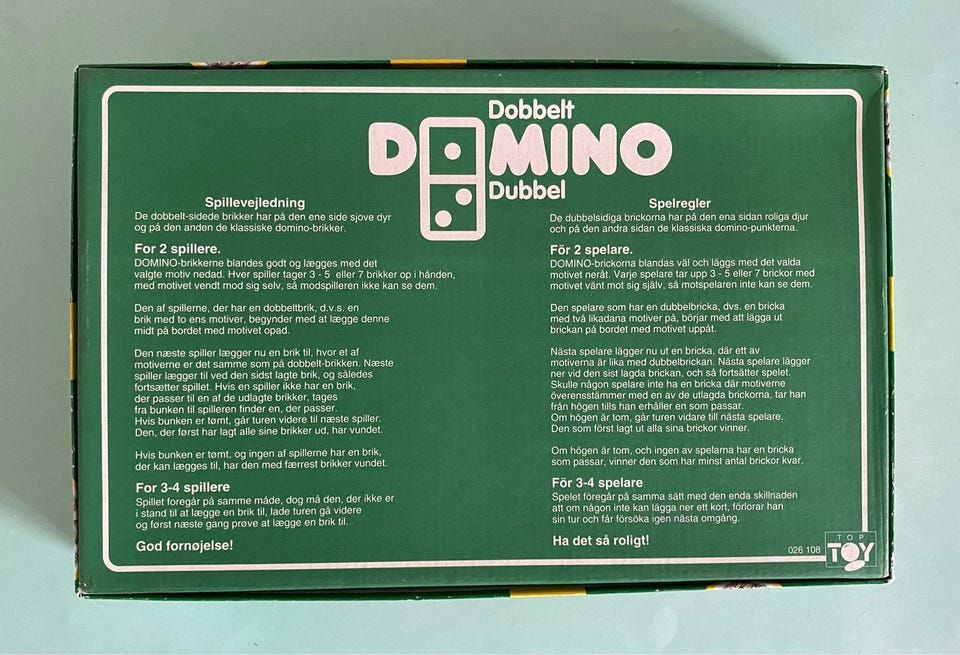 Dobbelt
DOMINO
Dubbel
Spillevejledning
De dobbelt-sidede brikker har på den ene side sjove dyr
og på den anden de klassiske domino-brikker.
For 2 spillere.
DOMINO-brikkerne blandes godt og lægges med det
valgte motiv nedad. Hver spiller tager 3 - 5 eller 7 brikker op i hånden,
med motivet vendt mod sig selv, så modspilleren ikke kan se dem.
Den af spillerne, der har en dobbeltbrik, d.v.s. en
brik med to ens motiver, begynder med at lægge denne
midt på bordet med motivet opad.
Den næste spiller lægger nu en brik til, hvor et af
motiverne er det samme som på dobbelt-brikken. Næste
spiller lægger til ved den sidst lagte brik, og således
fortsætter spillet. Hvis en spiller ikke har en brik,
der passer til en af de udlagte brikker, tages
fra bunken til spilleren finder en, der passer.
Hvis bunken er tømt, går turen videre til næste spiller.
Den, der først har lagt alle sine brikker ud, har vundet.
Hvis bunken er tømt, og ingen af spillerne har en brik,
der kan lægges til, har den med færrest brikker vundet.
For 3-4 spillere
Spillet foregår på samme måde, dog må den, der ikke er
i stand til at lægge en brik til, lade turen gå videre
og først næste gang prøve at lægge en brik til.
God fornøjelse!
Spelregler
De dubbelsidiga brickorna har på den ena sidan roliga djur
och på den andra sidan de klassiska domino-punkterna.
För 2 spelare.
DOMINO-brickorna blandas väl och läggs med det valda
motivet neråt. Varje spelare tar upp 3 - 5 eller 7 brickor med
motivet vänt mot sig själv, så motspelaren inte kan se dem.
Den spelare som har en dubbelbricka, dvs. en bricka
med två likadana motiver på, börjar med att lägga ut
brickan på bordet med motivet uppåt.
Nästa spelare lägger nu ut en bricka, där ett av
motiverna är lika med dubbelbrickan. Nästa spelare lägger
ner vid den sist lagda brickan, och så fortsätter spelet.
Skulle någon spelare inte ha en bricka där motiverne
överensstämmer med en av de utlagda brickorna, tar han
från högen tills han erhåller en som passar.
Om högen är tom, går turen vidare till nästa spelare.
Den som först lagt ut alla sina brickor vinner.
Om högen är tom, och ingen av spelarna har en bricka
som passar, vinner den som har minst antal brickor kvar.
För 3-4 spelare
Spelet föregår på samma sätt med den enda skillnaden
att om någon inte kan lägga ner ett kort, förlorar han
sin tur och får försöka igen nästa omgång.
Ha det så roligt!
026 108
TOP
TOY